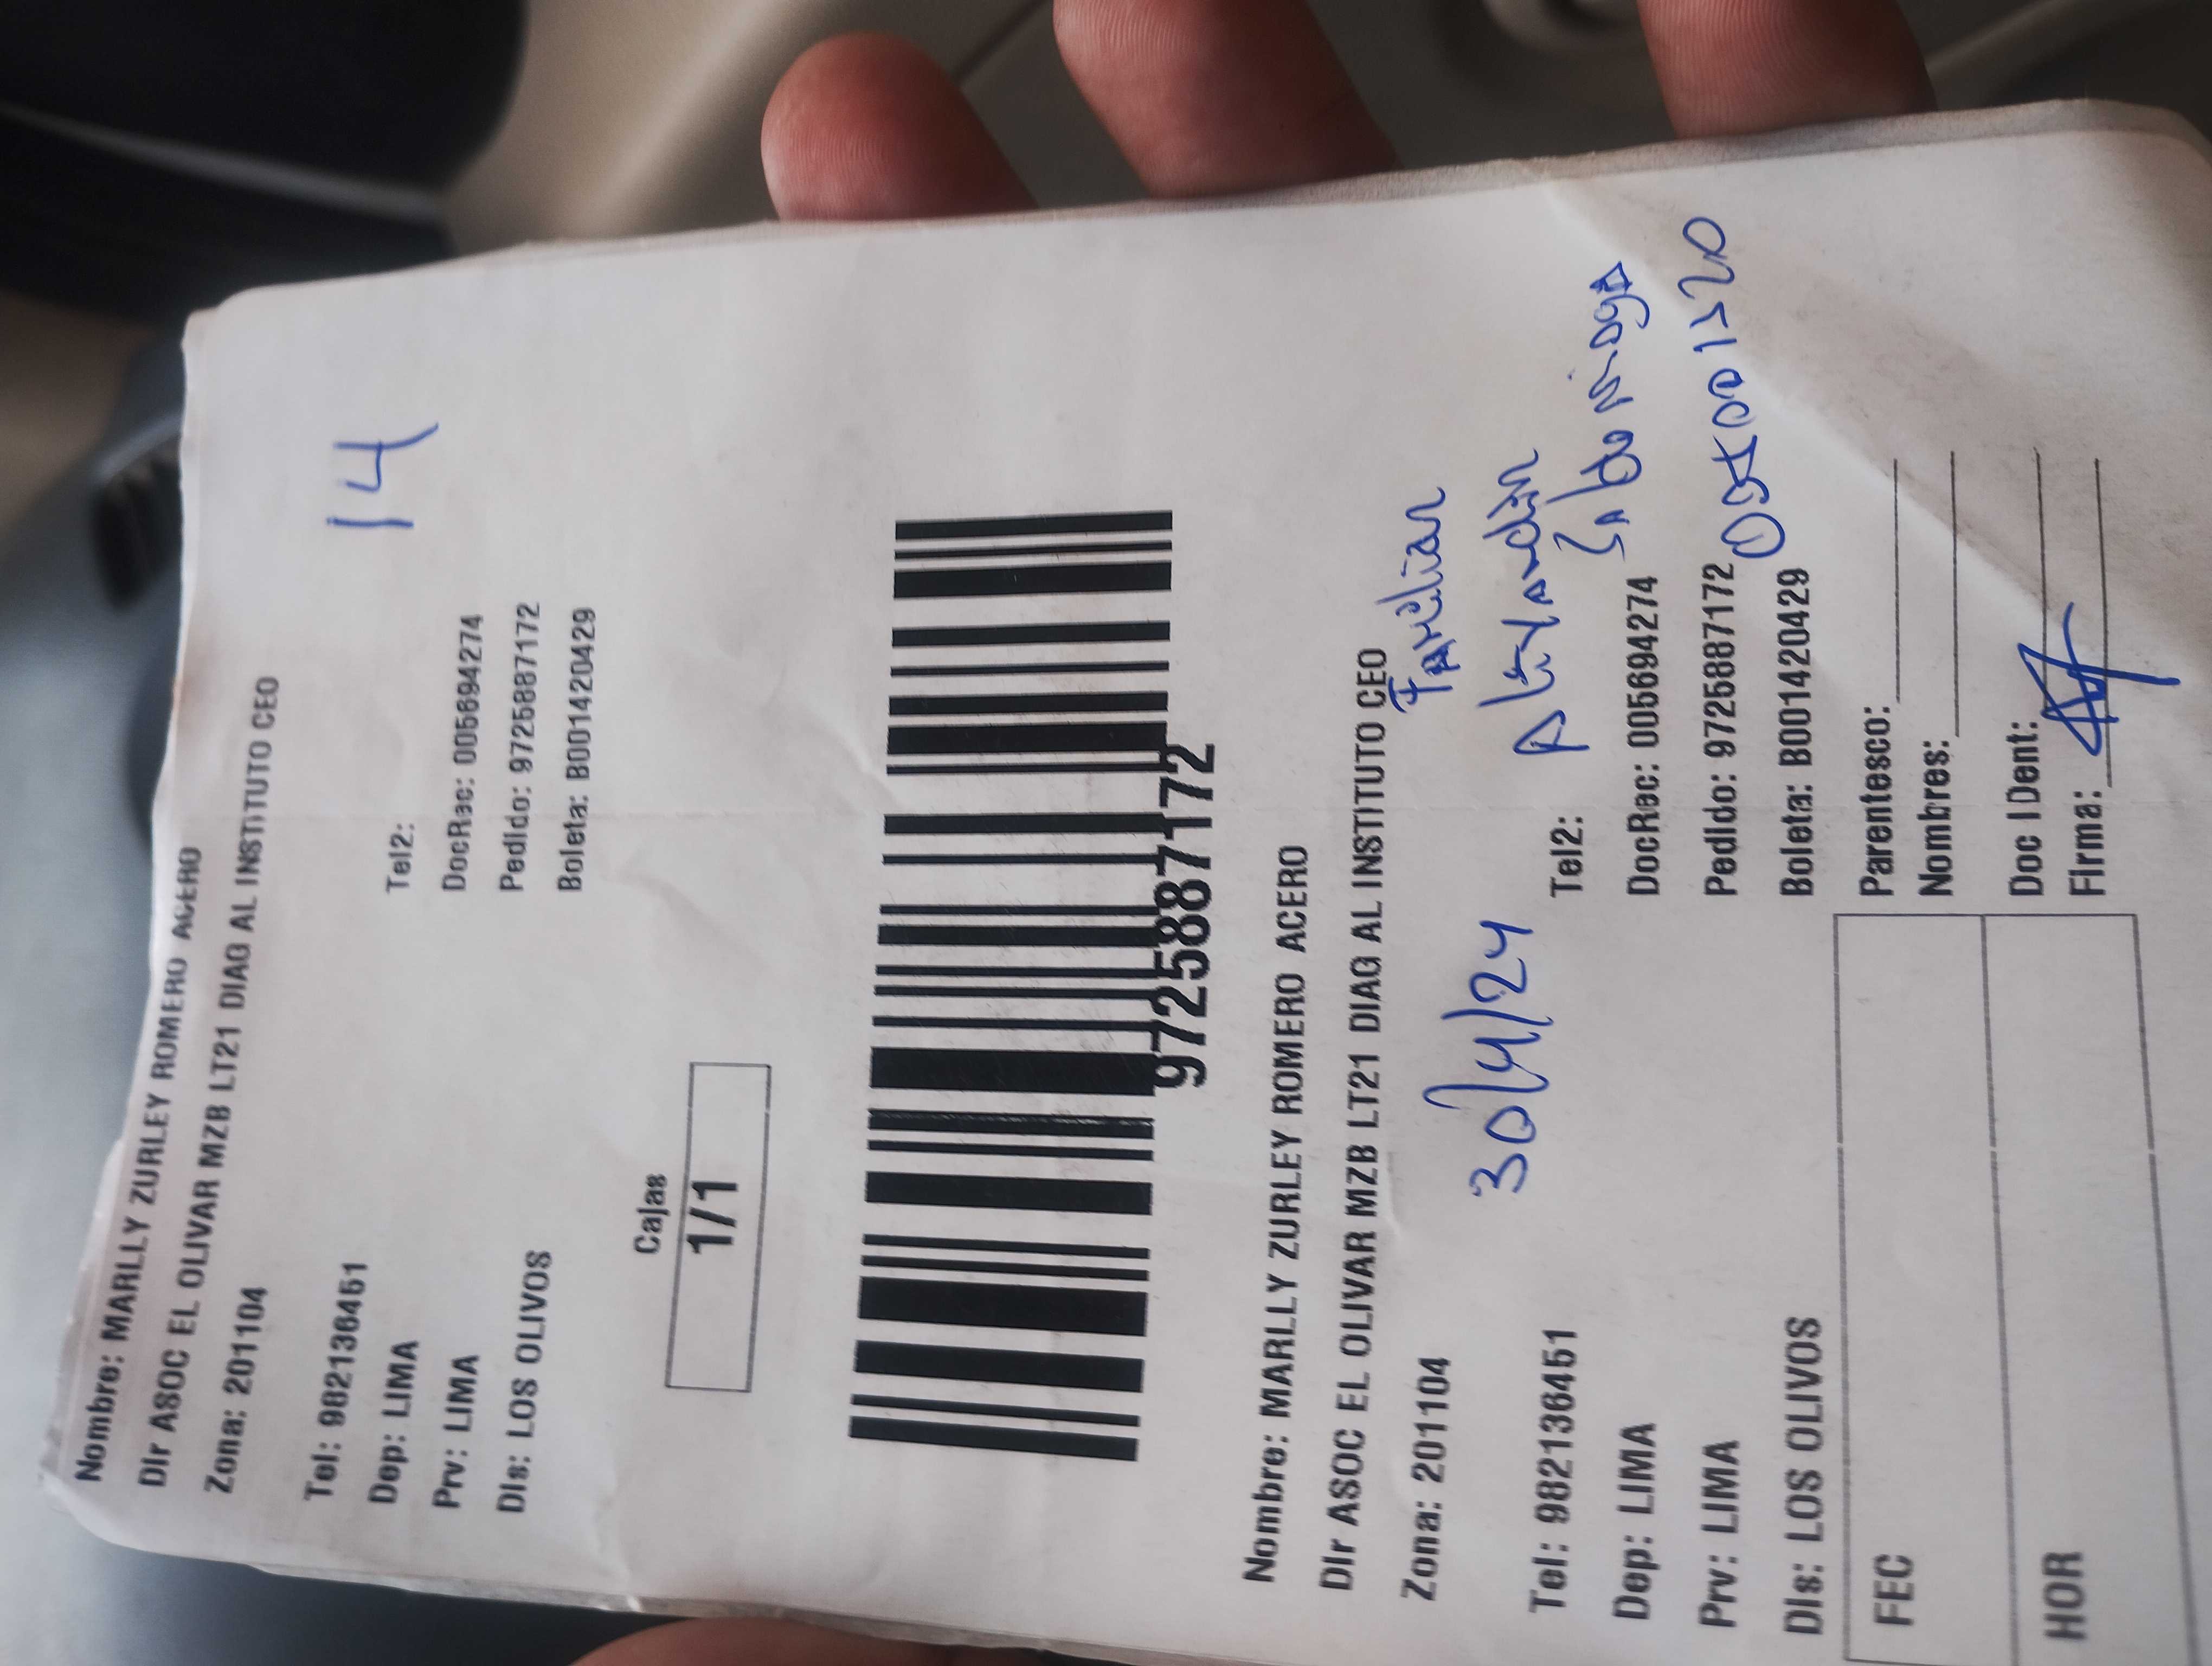 Nombre: MARLLY ZURLEY ROMERO ACERO
Dir ASOC EL OLIVAR MZB LT21 DIAG AL INSTITUTO CEO
Zona: 201104
14
Tel: 982136451
Tel2:
Dep: LIMA
DocRec: 005694274
Prv: LIMA
Pedido: 9725887172
Dis: LOS OLIVOS
Boleta: B001420429
Cajas
1/1
9725887172
Nombre: MARLLY ZURLEY ROMERO ACERO
Dir ASOC EL OLIVAR MZB LT21 DIAG AL INSTITUTO CEO
Zona: 201104
30/4/24
Familiar
Tel: 982136451
Tel2:
Dep: LIMA
DocRec: 005694274
Prv: LIMA
Pedido: 9725887172
Dis: LOS OLIVOS
Boleta: B001420429
FEC
Parentesco:
Nombres:
HOR
Doc IDent:
Firma: